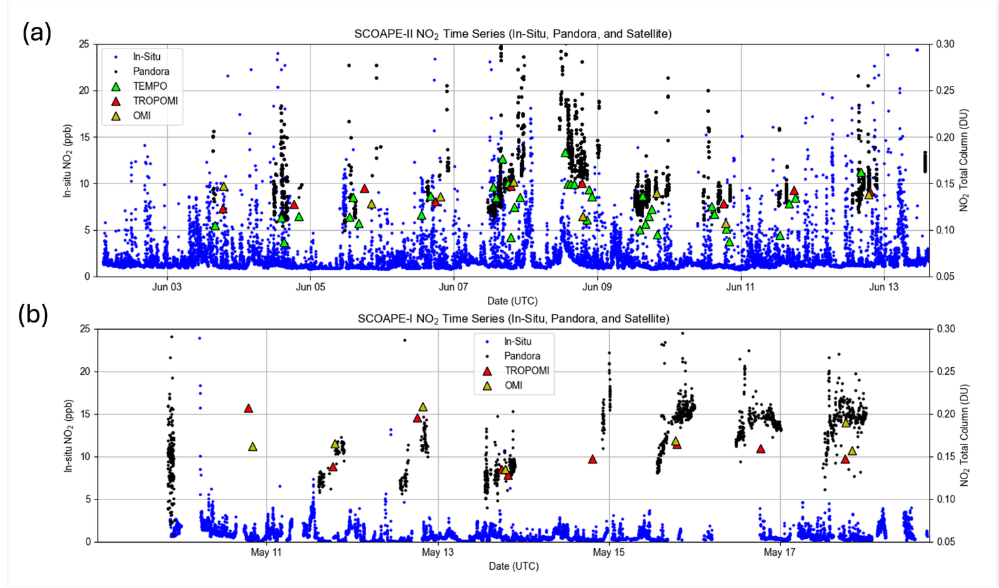 (a)
SCOAPE-II NO₂ Time Series (In-Situ, Pandora, and Satellite)
In-Situ
Pandora
TEMPO
TROPOMI
OMI
25
20
15
10
5
0
In-situ NO₂ (ppb)
0.30
0.25
0.20
0.15
0.10
0.05
NO₂ Total Column (DU)
Jun 03
Jun 05
Jun 07
Jun 09
Jun 11
Jun 13
Date (UTC)
(b)
SCOAPE-I NO₂ Time Series (In-Situ, Pandora, and Satellite)
In-Situ
Pandora
TROPOMI
OMI
25
20
15
10
5
0
In-situ NO₂ (ppb)
0.30
0.25
0.20
0.15
0.10
0.05
NO₂ Total Column (DU)
May 11
May 13
May 15
May 17
Date (UTC)